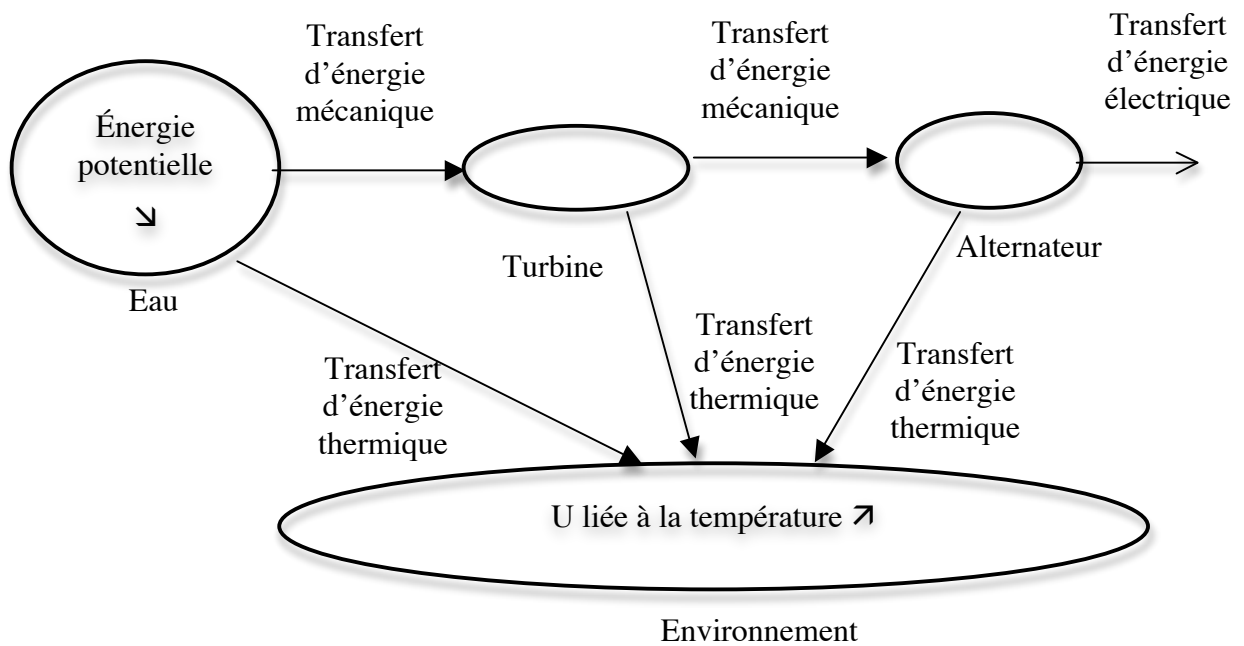 Transfert
d’énergie
mécanique
Transfert
d’énergie
mécanique
Transfert
d’énergie
électrique
Énergie
potentielle
↘
Eau
Turbine
Alternateur
Transfert
d’énergie
thermique
Transfert
d’énergie
thermique
Transfert
d’énergie
thermique
U liée à la température ↗
Environnement